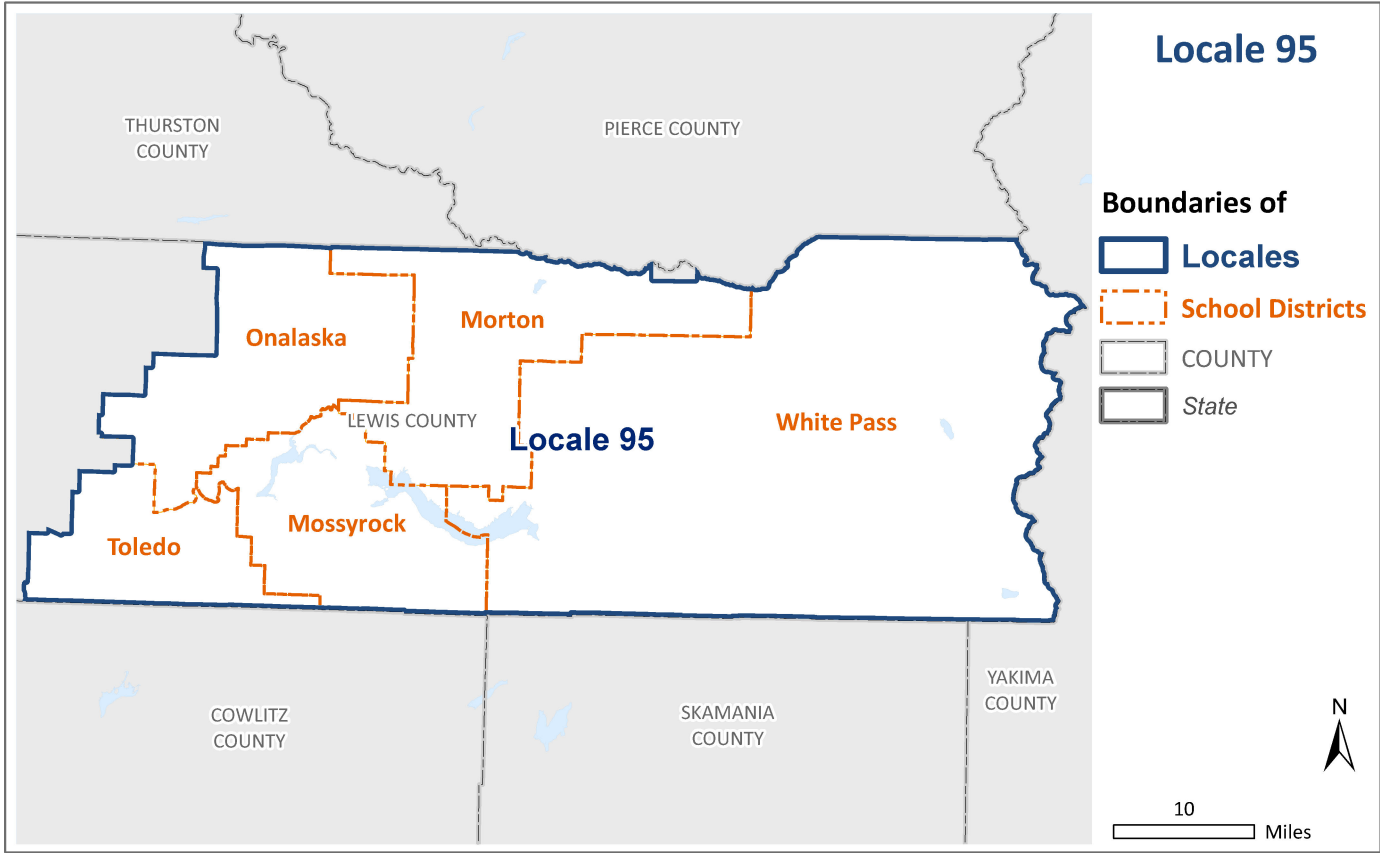 Locale 95
THURSTON
COUNTY
PIERCE COUNTY
Boundaries of
Locales
School Districts
COUNTY
State
Onalaska
Morton
LEWIS COUNTY
Locale 95
White Pass
Mossyrock
Toledo
COWLITZ
COUNTY
SKAMANIA
COUNTY
YAKIMA
COUNTY
N
10
Miles